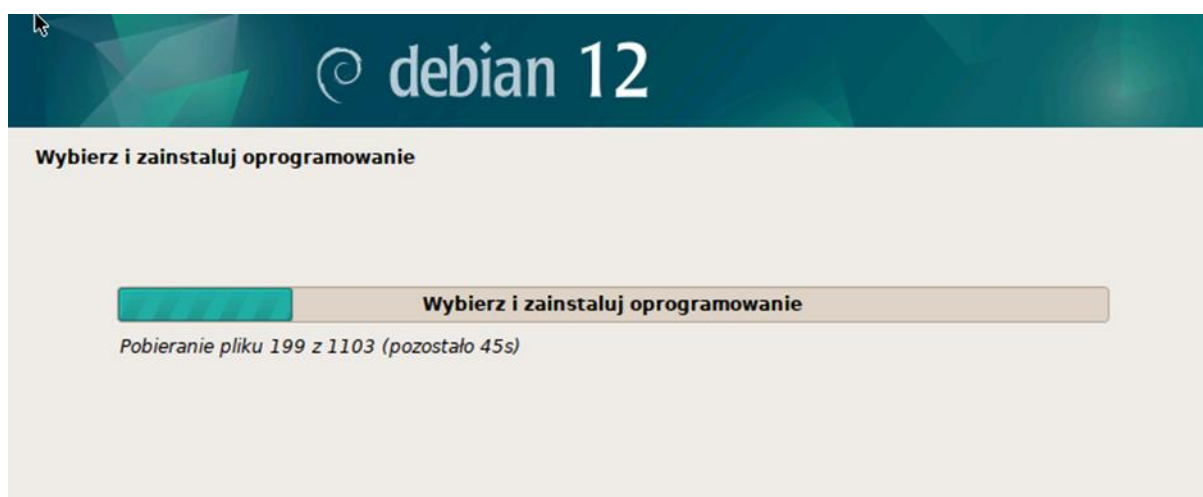 debian 12
Wybierz i zainstaluj oprogramowanie
Wybierz i zainstaluj oprogramowanie
Pobieranie pliku 199 z 1103 (pozostało 45s)